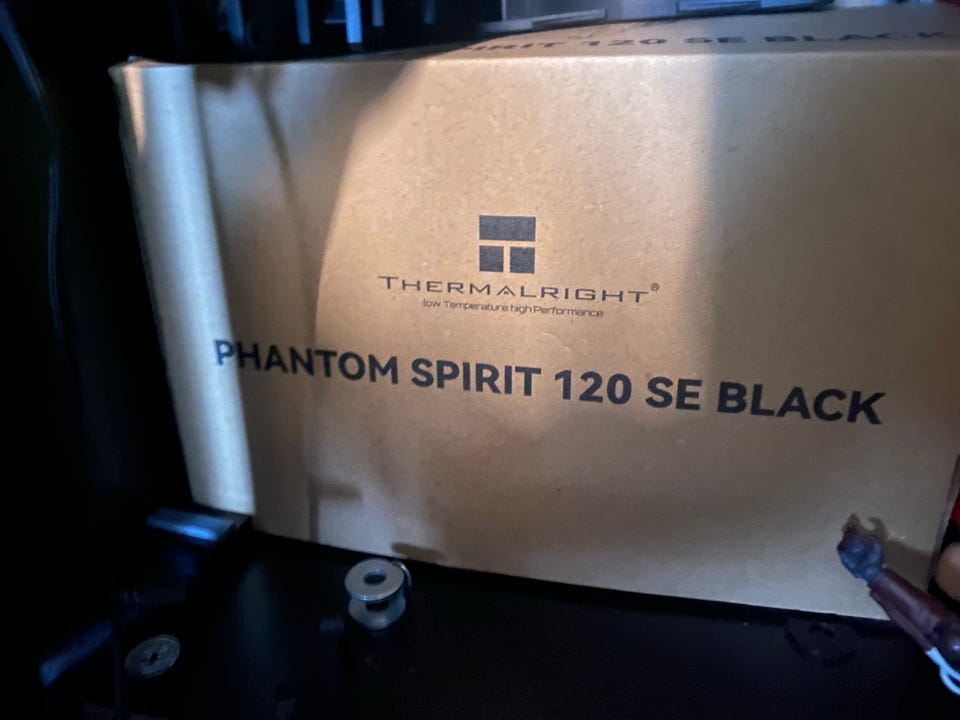 SPIRIT 120 SE BLACK
THERMALRIGHT®
low Temperature high Performance
PHANTOM SPIRIT 120 SE BLACK